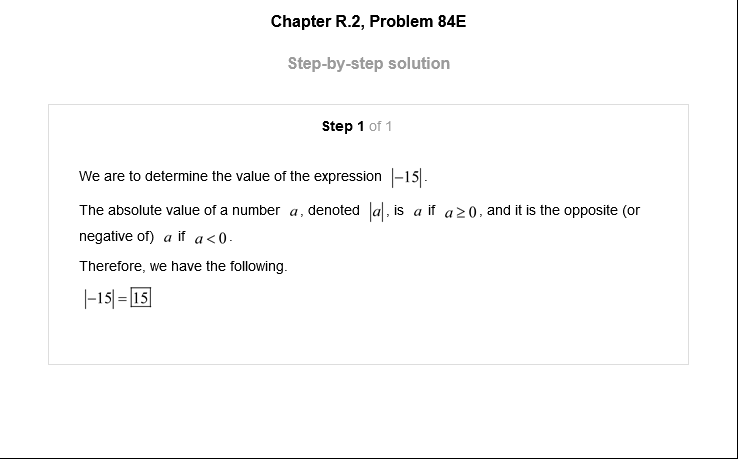 Chapter R.2, Problem 84E
Step-by-step solution
Step 1 of 1
We are to determine the value of the expression |−15|.
The absolute value of a number a, denoted |a|, is a if a≥0, and it is the opposite (or
negative of) a if a<0.
Therefore, we have the following.
|−15|=15